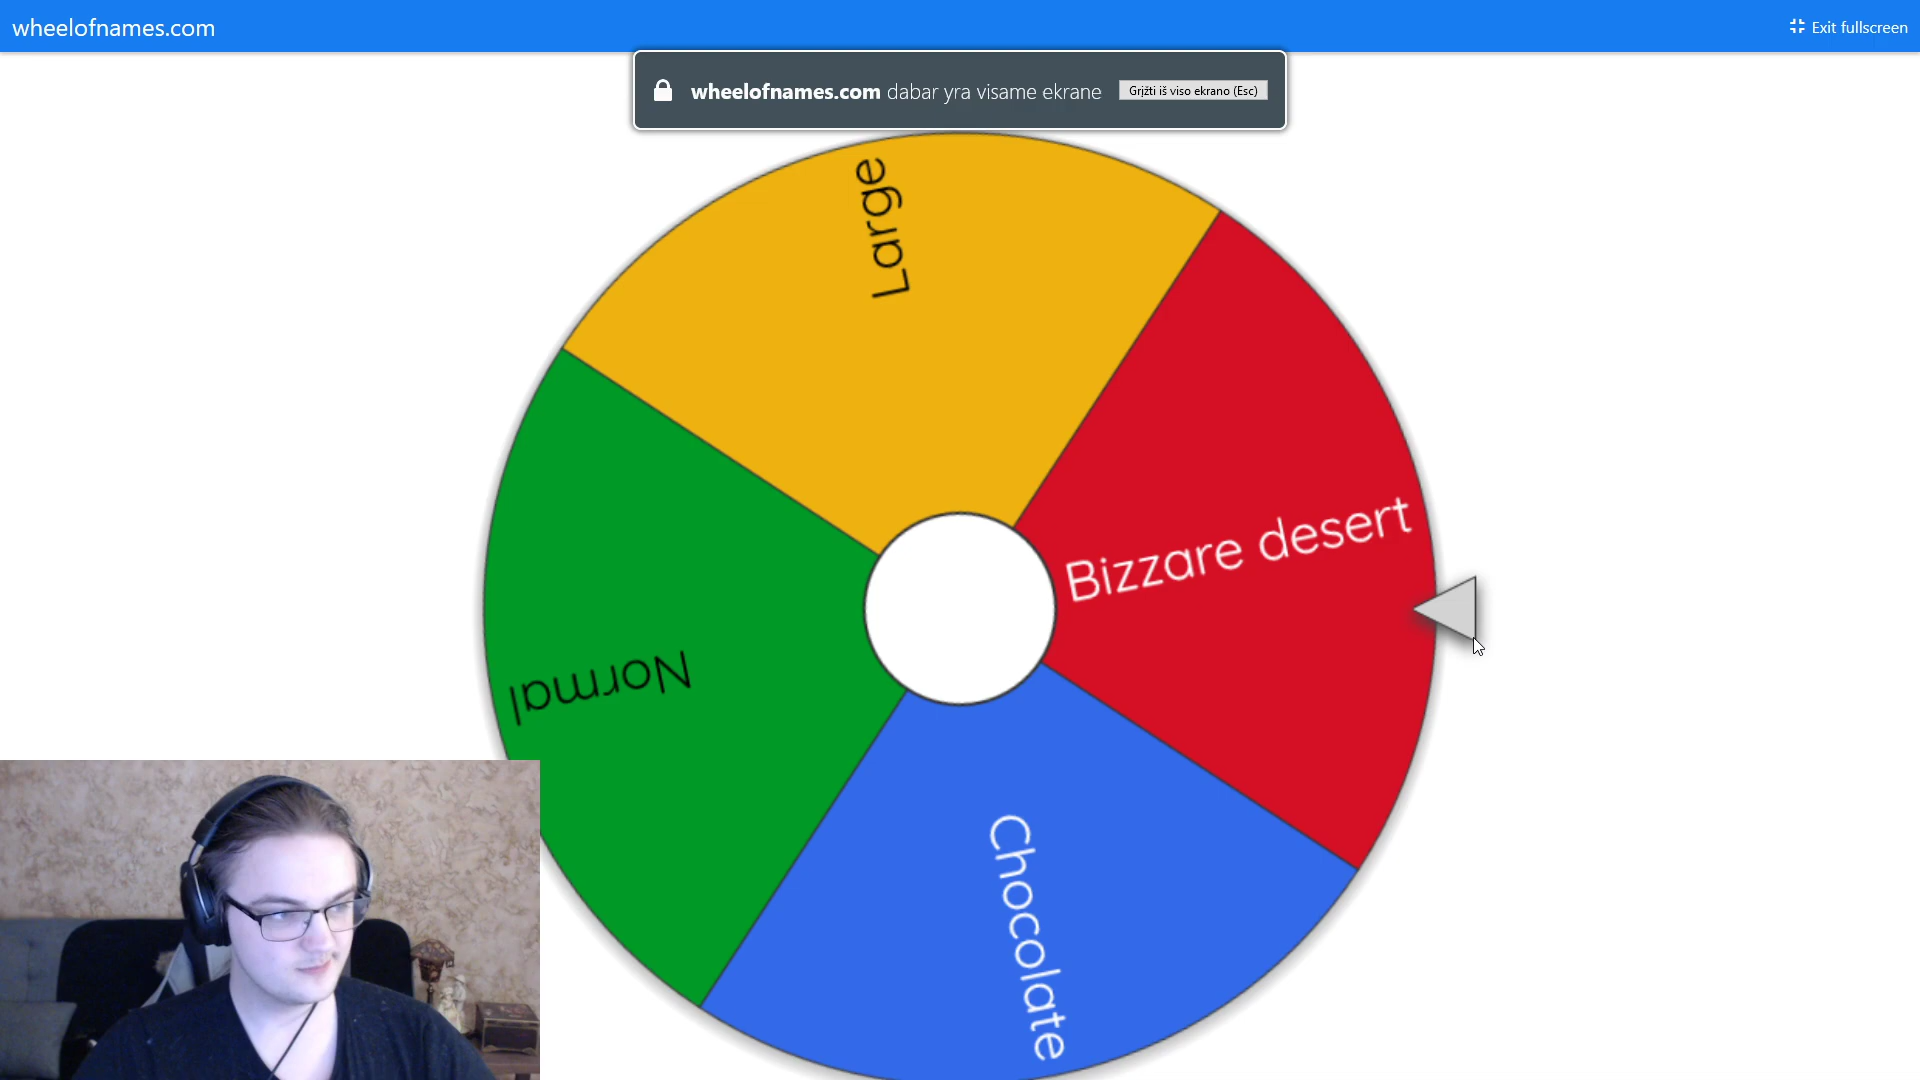 wheelofnames.com
Exit fullscreen
wheelofnames.com dabar yra visame ekrane
Grįžti iš viso ekrano (Esc)
Large
Bizzare desert
Normal
Chocolate